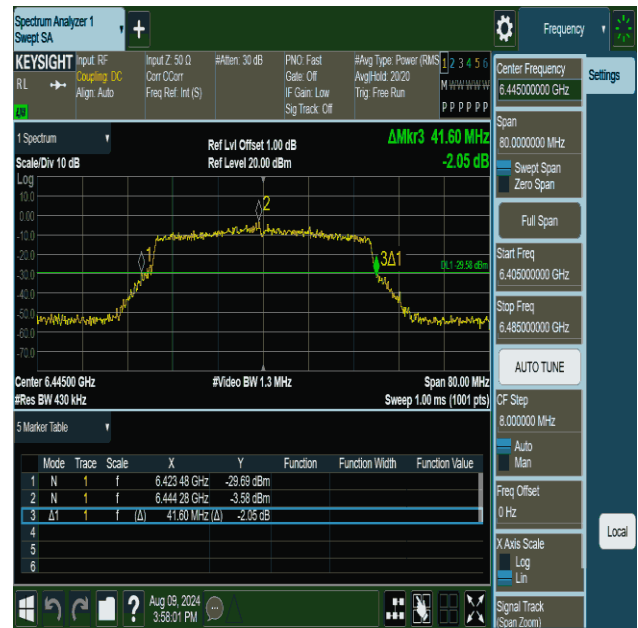 Spectrum Analyzer 1
Swept SA
+
Frequency
KEYSIGHT
RL
LXI
Input: RF
Coupling: DC
Align: Auto
Input Z: 50 Ω
Corr CCorr
Freq Ref: Int (S)
#Atten: 30 dB
PNO: Fast
Gate: Off
IF Gain: Low
Sig Track: Off
#Avg Type: Power (RMS
Avg|Hold: 20/20
Trig: Free Run
1 2 3 4 5 6
M W W W W W
P P P P P P
Center Frequency
6.445000000 GHz
Settings
Span
80.0000000 MHz
Swept Span
Zero Span
Full Span
Start Freq
6.405000000 GHz
Stop Freq
6.485000000 GHz
AUTO TUNE
CF Step
8.000000 MHz
Auto
Man
Freq Offset
0 Hz
X Axis Scale
Log
Lin
Signal Track
(Span Zoom)
Local
1 Spectrum
Scale/Div 10 dB
Ref Lvl Offset 1.00 dB
Ref Level 20.00 dBm
ΔMkr3 41.60 MHz
-2.05 dB
Log
10.0
0.00
-10.0
-20.0
-30.0
-40.0
-50.0
-60.0
-70.0
1
2
3Δ1
DL1 -29.58 dBm
Center 6.44500 GHz
#Video BW 1.3 MHz
Span 80.00 MHz
#Res BW 430 kHz
Sweep 1.00 ms (1001 pts)
5 Marker Table
Mode Trace Scale X Y Function Function Width Function Value
1 N 1 f 6.423 48 GHz -29.69 dBm
2 N 1 f 6.444 28 GHz -3.58 dBm
3 Δ1 1 f (Δ) 41.60 MHz (Δ) -2.05 dB
4
5
6
?
Aug 09, 2024
3:58:01 PM